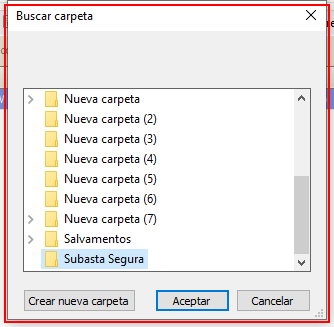 Buscar carpeta
Nueva carpeta
Nueva carpeta (2)
Nueva carpeta (3)
Nueva carpeta (4)
Nueva carpeta (5)
Nueva carpeta (6)
Nueva carpeta (7)
Salvamentos
Subasta Segura
Crear nueva carpeta Aceptar Cancelar